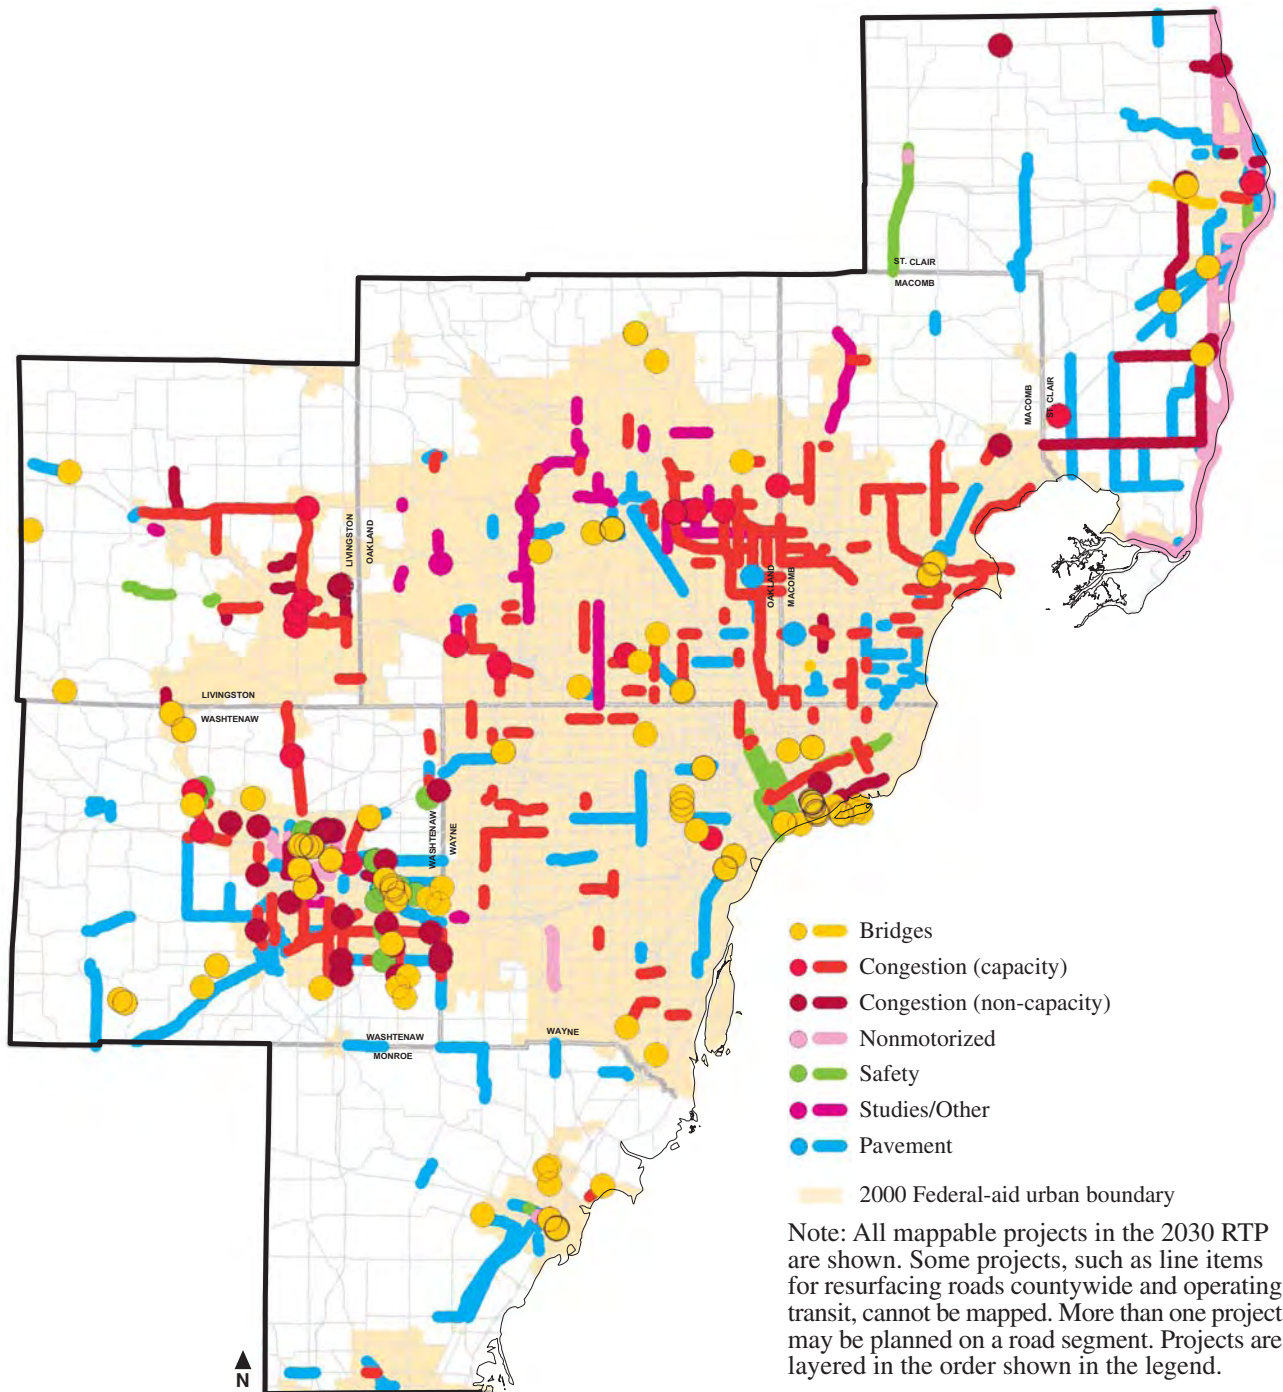 ST. CLAIR
MACOMB
MACOMB
ST. CLAIR
LIVINGSTON
OAKLAND
OAKLAND
MACOMB
LIVINGSTON
WASHTENAW
WASHTENAW
WAYNE
WASHTENAW
MONROE
WAYNE
Bridges
Congestion (capacity)
Congestion (non-capacity)
Nonmotorized
Safety
Studies/Other
Pavement
2000 Federal-aid urban boundary
Note: All mappable projects in the 2030 RTP
are shown. Some projects, such as line items
for resurfacing roads countywide and operating
transit, cannot be mapped. More than one project
may be planned on a road segment. Projects are
layered in the order shown in the legend.
N